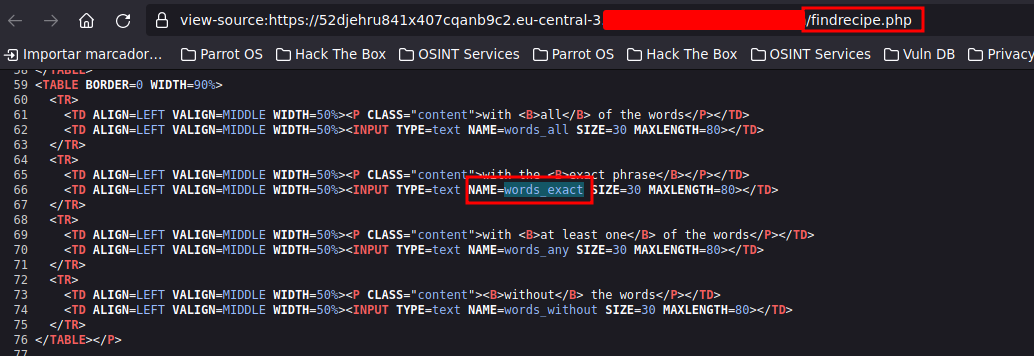 view-source:https://52djehru841x407cqanb9c2.eu-central-3. /findrecipe.php
Importar marcador… Parrot OS Hack The Box OSINT Services Parrot OS Hack The Box OSINT Services Vuln DB Privacy
58 </TABLE>
59 <TABLE BORDER=0 WIDTH=90%>
60 <TR>
61 <TD ALIGN=LEFT VALIGN=MIDDLE WIDTH=50%><P CLASS="content">with <B>all</B> of the words</P></TD>
62 <TD ALIGN=LEFT VALIGN=MIDDLE WIDTH=50%><INPUT TYPE=text NAME=words_all SIZE=30 MAXLENGTH=80></TD>
63 </TR>
64 <TR>
65 <TD ALIGN=LEFT VALIGN=MIDDLE WIDTH=50%><P CLASS="content">with the <B>exact phrase</B></P></TD>
66 <TD ALIGN=LEFT VALIGN=MIDDLE WIDTH=50%><INPUT TYPE=text NAME=words_exact SIZE=30 MAXLENGTH=80></TD>
67 </TR>
68 <TR>
69 <TD ALIGN=LEFT VALIGN=MIDDLE WIDTH=50%><P CLASS="content">with <B>at least one</B> of the words</P></TD>
70 <TD ALIGN=LEFT VALIGN=MIDDLE WIDTH=50%><INPUT TYPE=text NAME=words_any SIZE=30 MAXLENGTH=80></TD>
71 </TR>
72 <TR>
73 <TD ALIGN=LEFT VALIGN=MIDDLE WIDTH=50%><P CLASS="content"><B>without</B> the words</P></TD>
74 <TD ALIGN=LEFT VALIGN=MIDDLE WIDTH=50%><INPUT TYPE=text NAME=words_without SIZE=30 MAXLENGTH=80></TD>
75 </TR>
76 </TABLE></P>
77